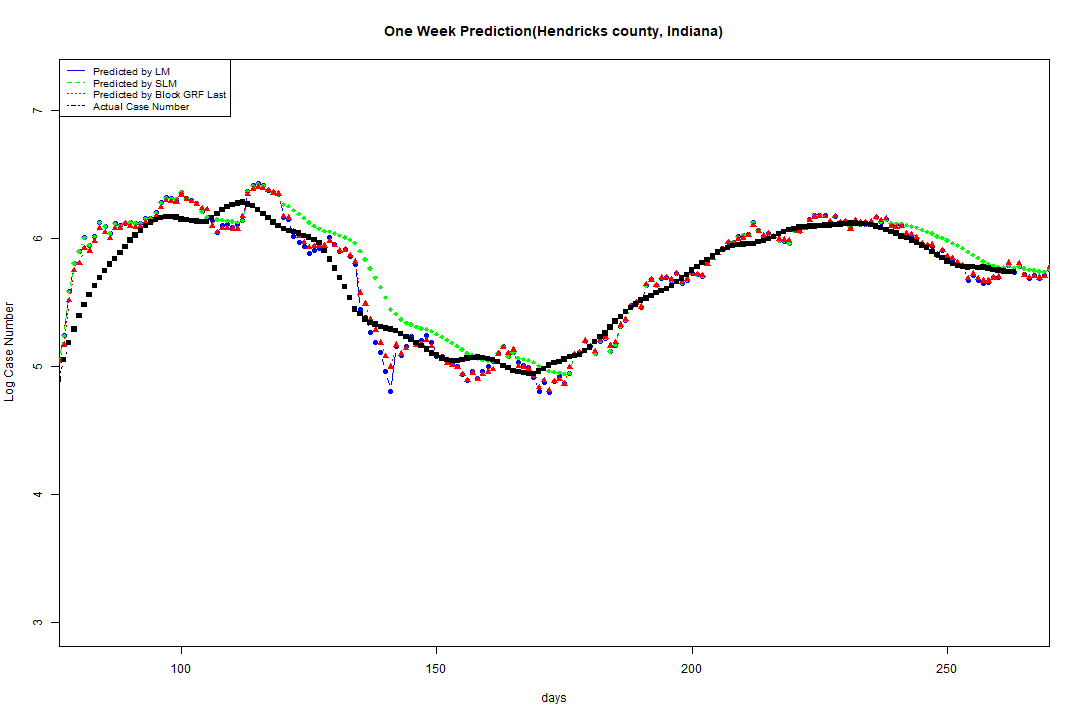 One Week Prediction(Hendricks county, Indiana)
Predicted by LM
Predicted by SLM
Predicted by Block GRF Last
Actual Case Number
Log Case Number
7
6
5
4
3
100 150 200 250
days